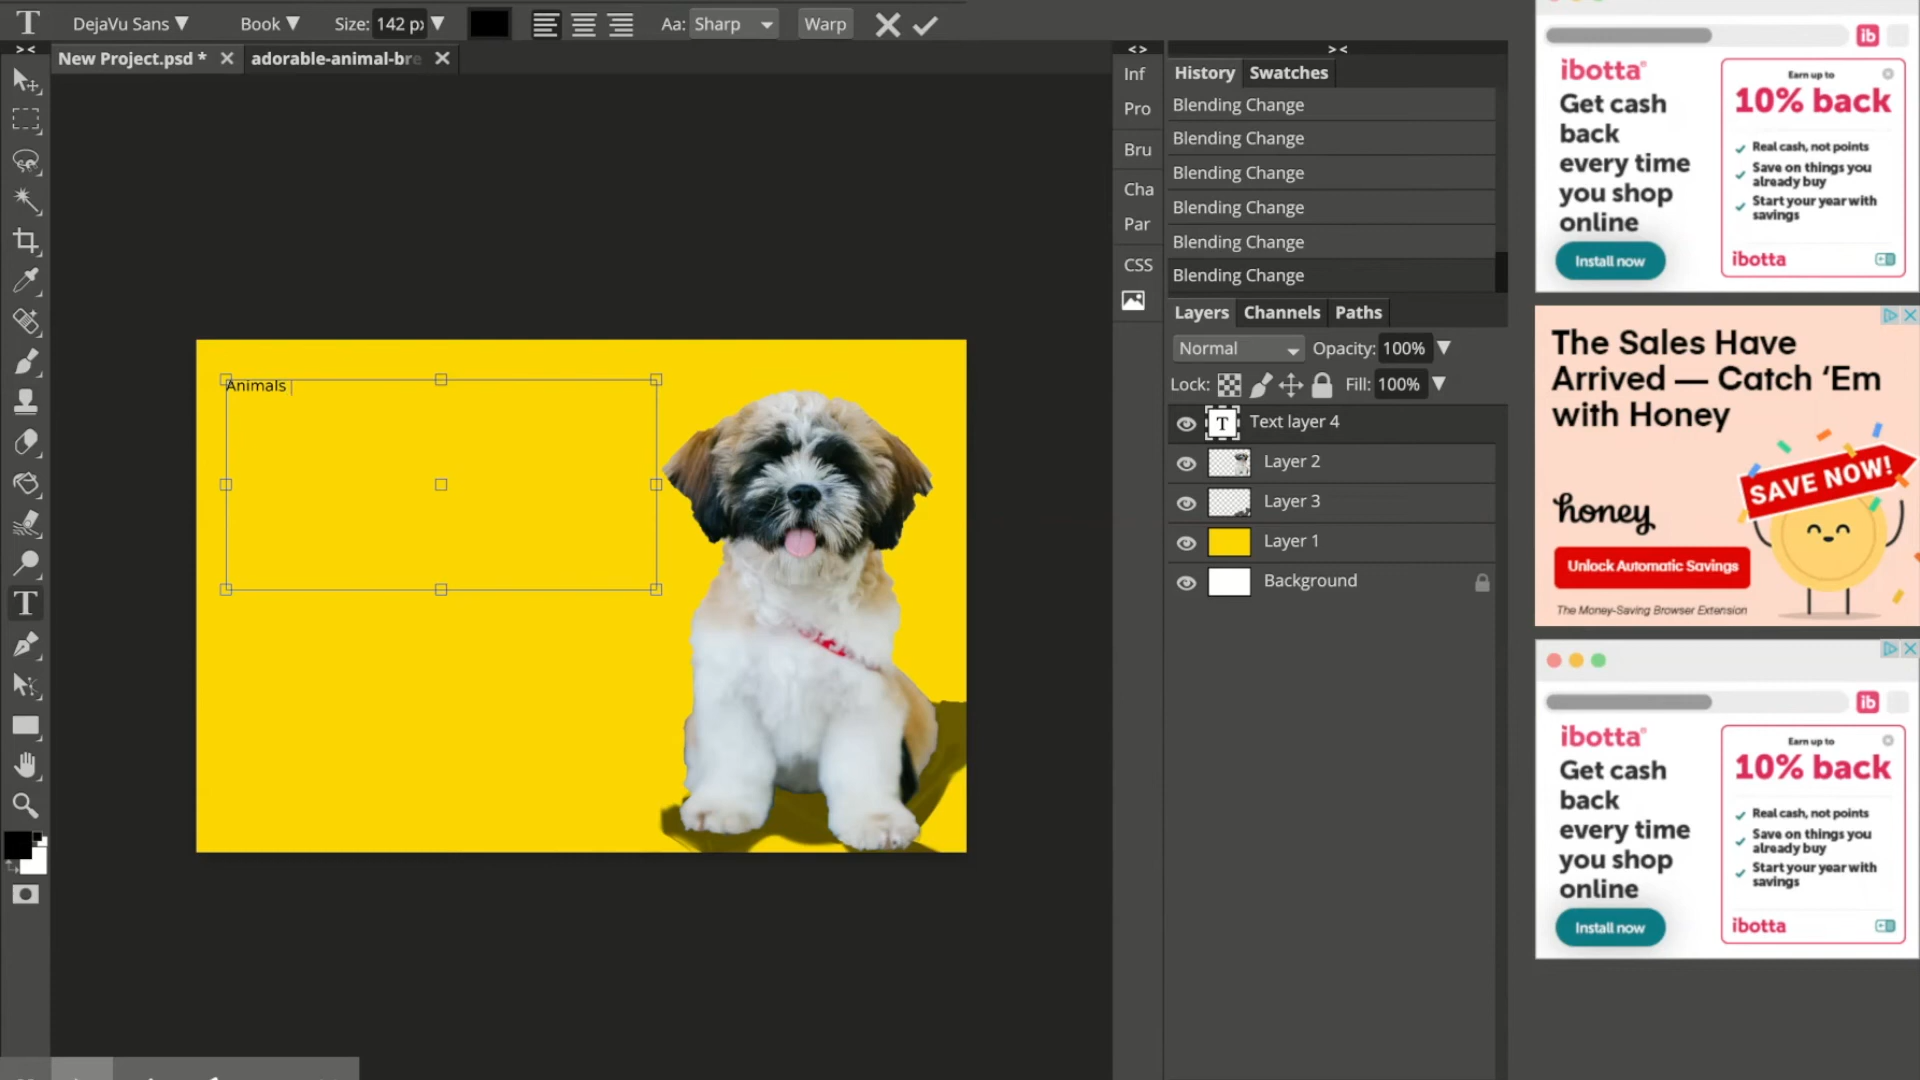 T DejaVu Sans ▼ Book ▼ Size: 142 px ▼ Aa: Sharp Warp
New Project.psd * adorable-animal-bre
Animals
Inf
Pro
Bru
Cha
Par
CSS
History Swatches
Blending Change
Blending Change
Blending Change
Blending Change
Blending Change
Blending Change
Layers Channels Paths
Normal Opacity: 100% ▼
Lock: Fill: 100% ▼
T Text layer 4
Layer 2
Layer 3
Layer 1
Background
ib
ibotta
Get cash
back
every time
you shop
online
Install now
Earn up to
10% back
Real cash, not points
Save on things you
already buy
Start your year with
savings
ibotta
The Sales Have
Arrived — Catch ‘Em
with Honey
SAVE NOW!
honey
Unlock Automatic Savings
The Money-Saving Browser Extension
ib
ibotta
Get cash
back
every time
you shop
online
Install now
Earn up to
10% back
Real cash, not points
Save on things you
already buy
Start your year with
savings
ibotta